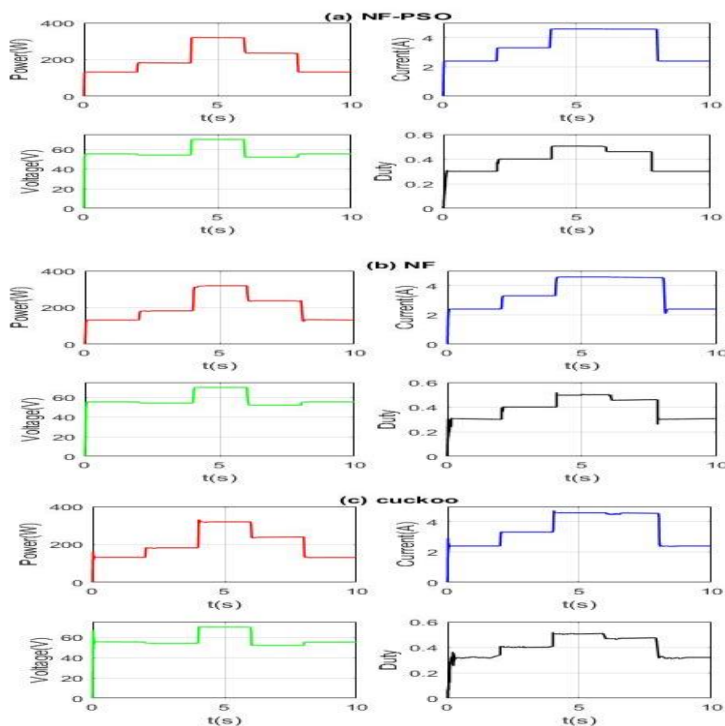 (a) NF-PSO
Power(W)
400
200
0
0 5 10
t(s)
Current(A)
4
2
0
0 5 10
t(s)
Voltage(V)
60
40
20
0
0 5 10
t(s)
Duty
0.6
0.4
0.2
0
0 5 10
t(s)
(b) NF
Power(W)
400
200
0
0 5 10
t(s)
Current(A)
4
2
0
0 5 10
t(s)
Voltage(V)
60
40
20
0
0 5 10
t(s)
Duty
0.6
0.4
0.2
0
0 5 10
t(s)
(c) cuckoo
Power(W)
400
200
0
0 5 10
t(s)
Current(A)
4
2
0
0 5 10
t(s)
Voltage(V)
60
40
20
0
0 5 10
t(s)
Duty
0.6
0.4
0.2
0
0 5 10
t(s)